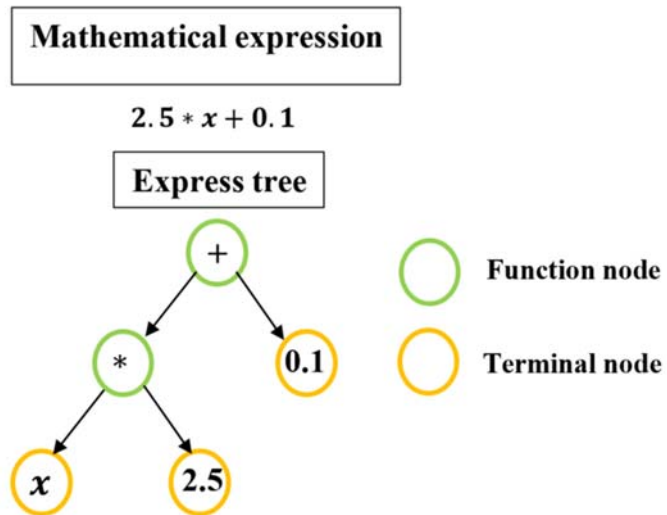 Mathematical expression
2.5 * x + 0.1
Express tree
+
Function node
*
0.1
Terminal node
x
2.5